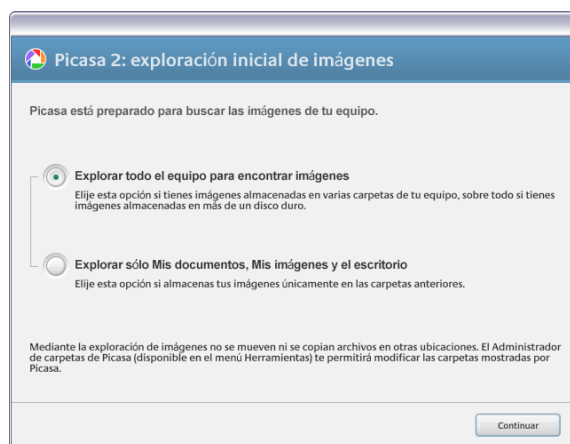 Picasa 2: exploración inicial de imágenes
Picasa está preparado para buscar las imágenes de tu equipo.
Explorar todo el equipo para encontrar imágenes
Elije esta opción si tienes imágenes almacenadas en varias carpetas de tu equipo, sobre todo si tienes
imágenes almacenadas en más de un disco duro.
Explorar sólo Mis documentos, Mis imágenes y el escritorio
Elije esta opción si almacenas tus imágenes únicamente en las carpetas anteriores.
Mediante la exploración de imágenes no se mueven ni se copian archivos en otras ubicaciones. El Administrador
de carpetas de Picasa (disponible en el menú Herramientas) te permitirá modificar las carpetas mostradas por
Picasa.
Continuar